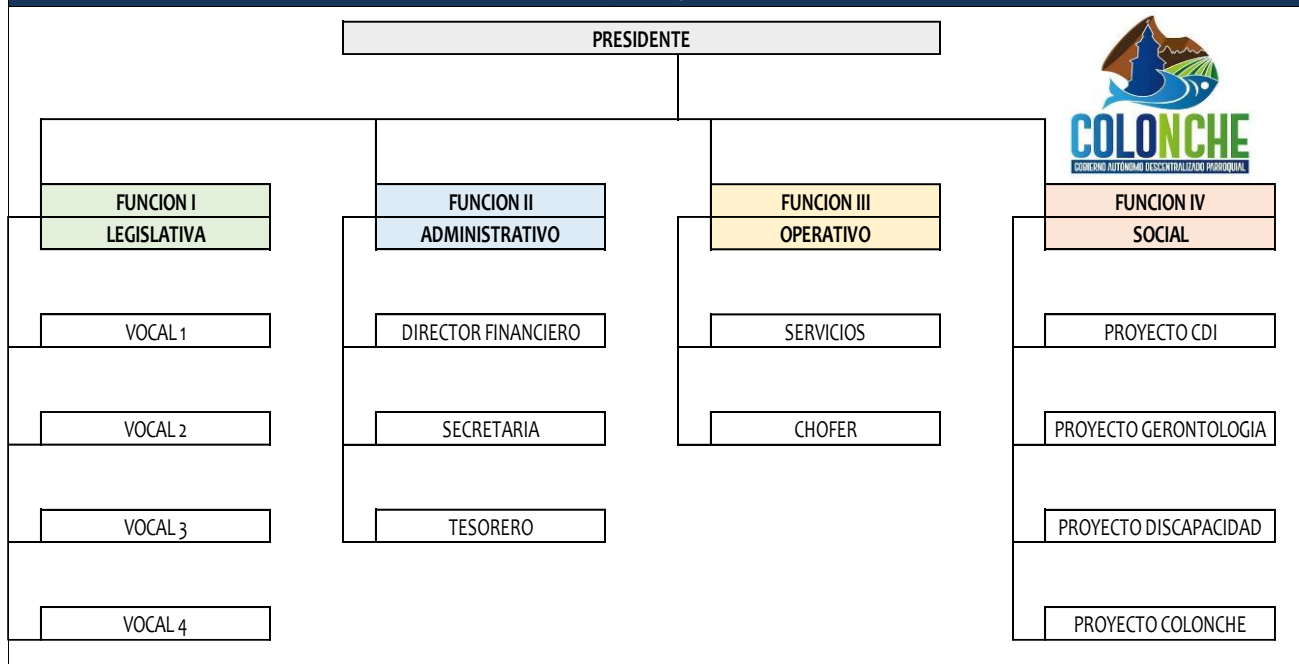 PRESIDENTE
COLONCHE
GOBIERNO AUTÓNOMO DESCENTRALIZADO PARROQUIAL
FUNCION I
LEGISLATIVA
VOCAL 1
VOCAL 2
VOCAL 3
VOCAL 4
FUNCION II
ADMINISTRATIVO
DIRECTOR FINANCIERO
SECRETARIA
TESORERO
FUNCION III
OPERATIVO
SERVICIOS
CHOFER
FUNCION IV
SOCIAL
PROYECTO CDI
PROYECTO GERONTOLOGIA
PROYECTO DISCAPACIDAD
PROYECTO COLONCHE